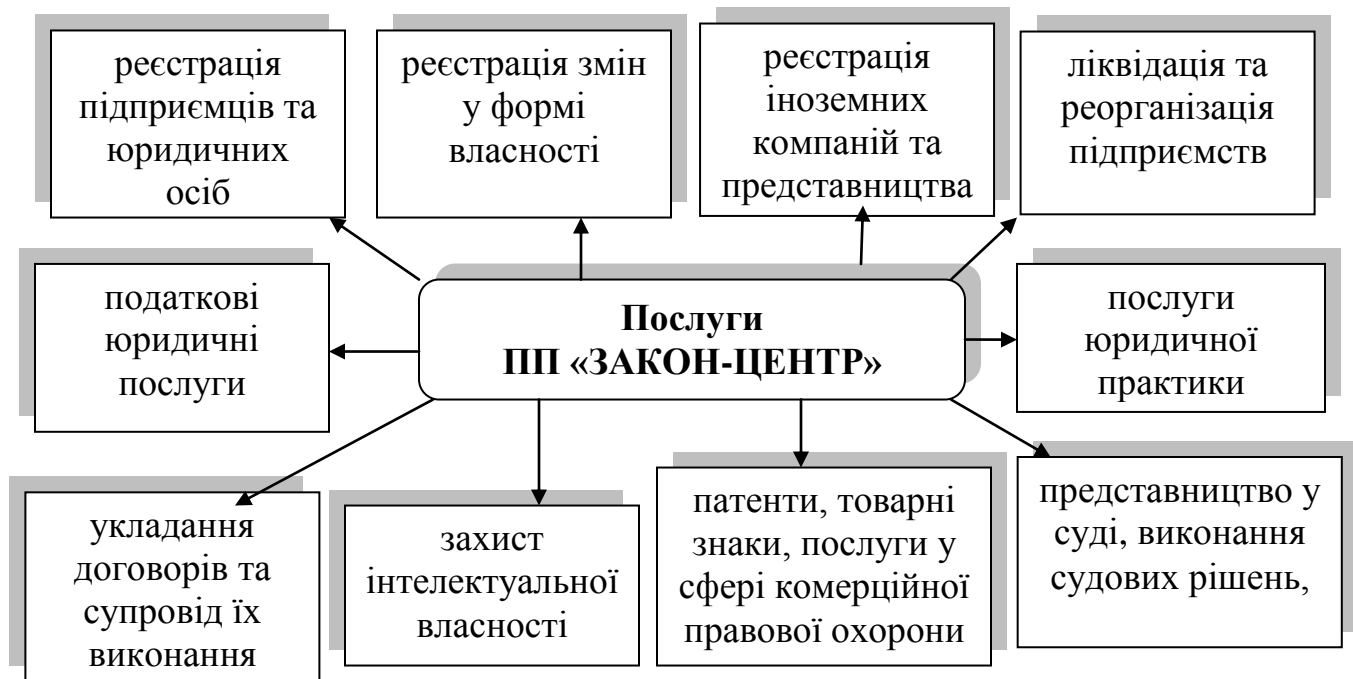 реєстрація
підприємців та
юридичних
осіб
реєстрація змін
у формі
власності
реєстрація
іноземних
компаній та
представництва
ліквідація та
реорганізація
підприємств
податкові
юридичні
послуги
Послуги
ПП «ЗАКОН-ЦЕНТР»
послуги
юридичної
практики
укладання
договорів та
супровід їх
виконання
захист
інтелектуальної
власності
патенти, товарні
знаки, послуги у
сфері комерційної
правової охорони
представництво у
суді, виконання
судових рішень,